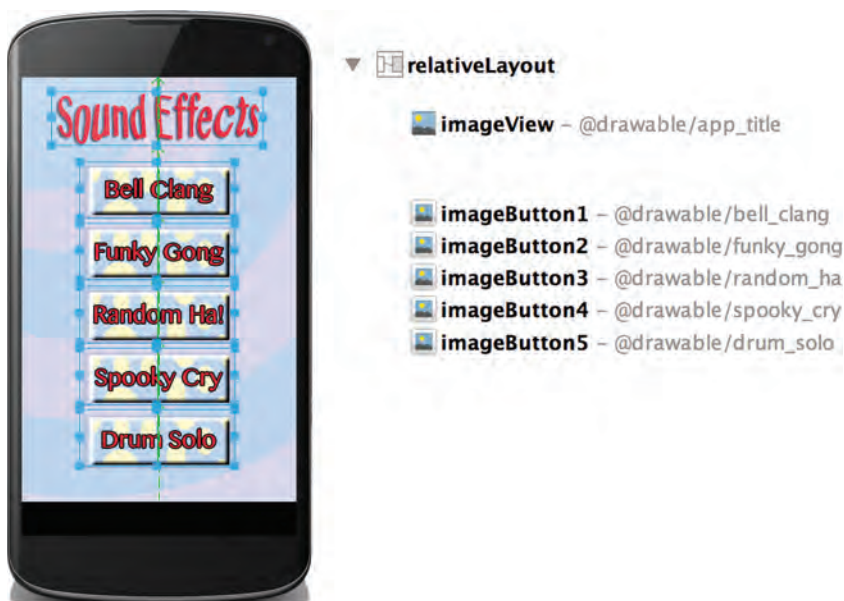 Sound Effects
Bell Clang
Funky Gong
Random Ha!
Spooky Cry
Drum Solo
relativeLayout
imageView – @drawable/app_title
imageButton1 – @drawable/bell_clang
imageButton2 – @drawable/funky_gong
imageButton3 – @drawable/random_ha
imageButton4 – @drawable/spooky_cry
imageButton5 – @drawable/drum_solo